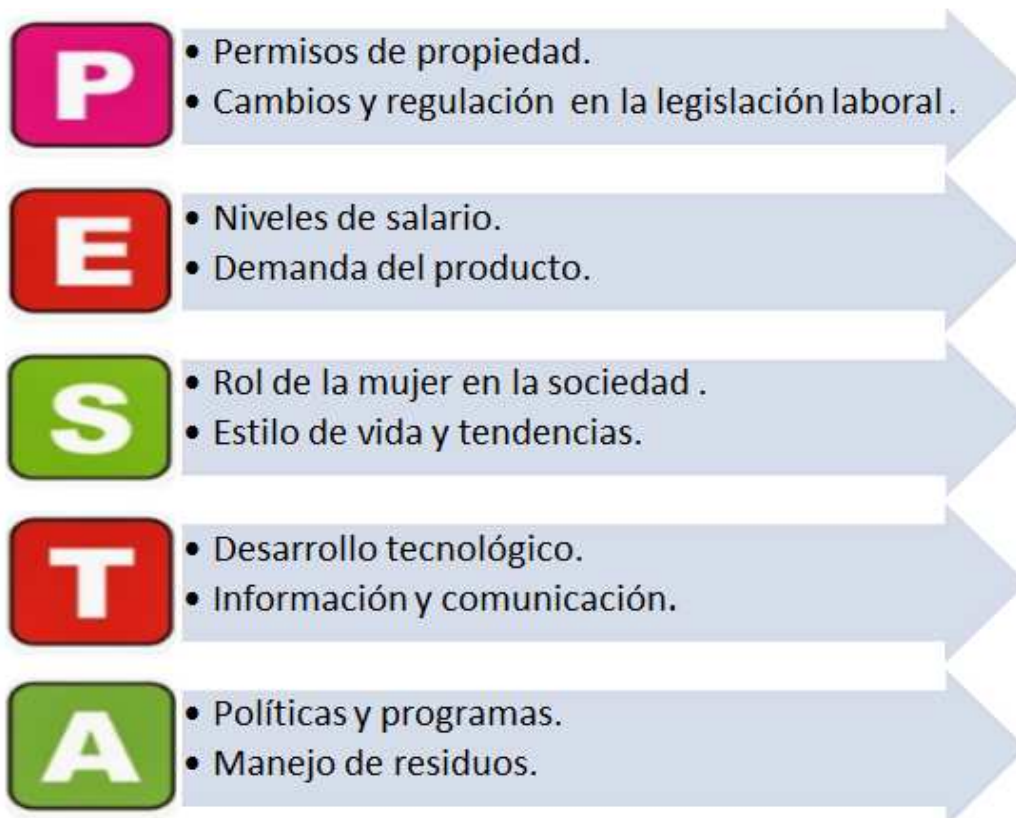 P
• Permisos de propiedad.
• Cambios y regulación en la legislación laboral .
E
• Niveles de salario.
• Demanda del producto.
S
• Rol de la mujer en la sociedad .
• Estilo de vida y tendencias.
T
• Desarrollo tecnológico.
• Información y comunicación.
A
• Políticas y programas.
• Manejo de residuos.